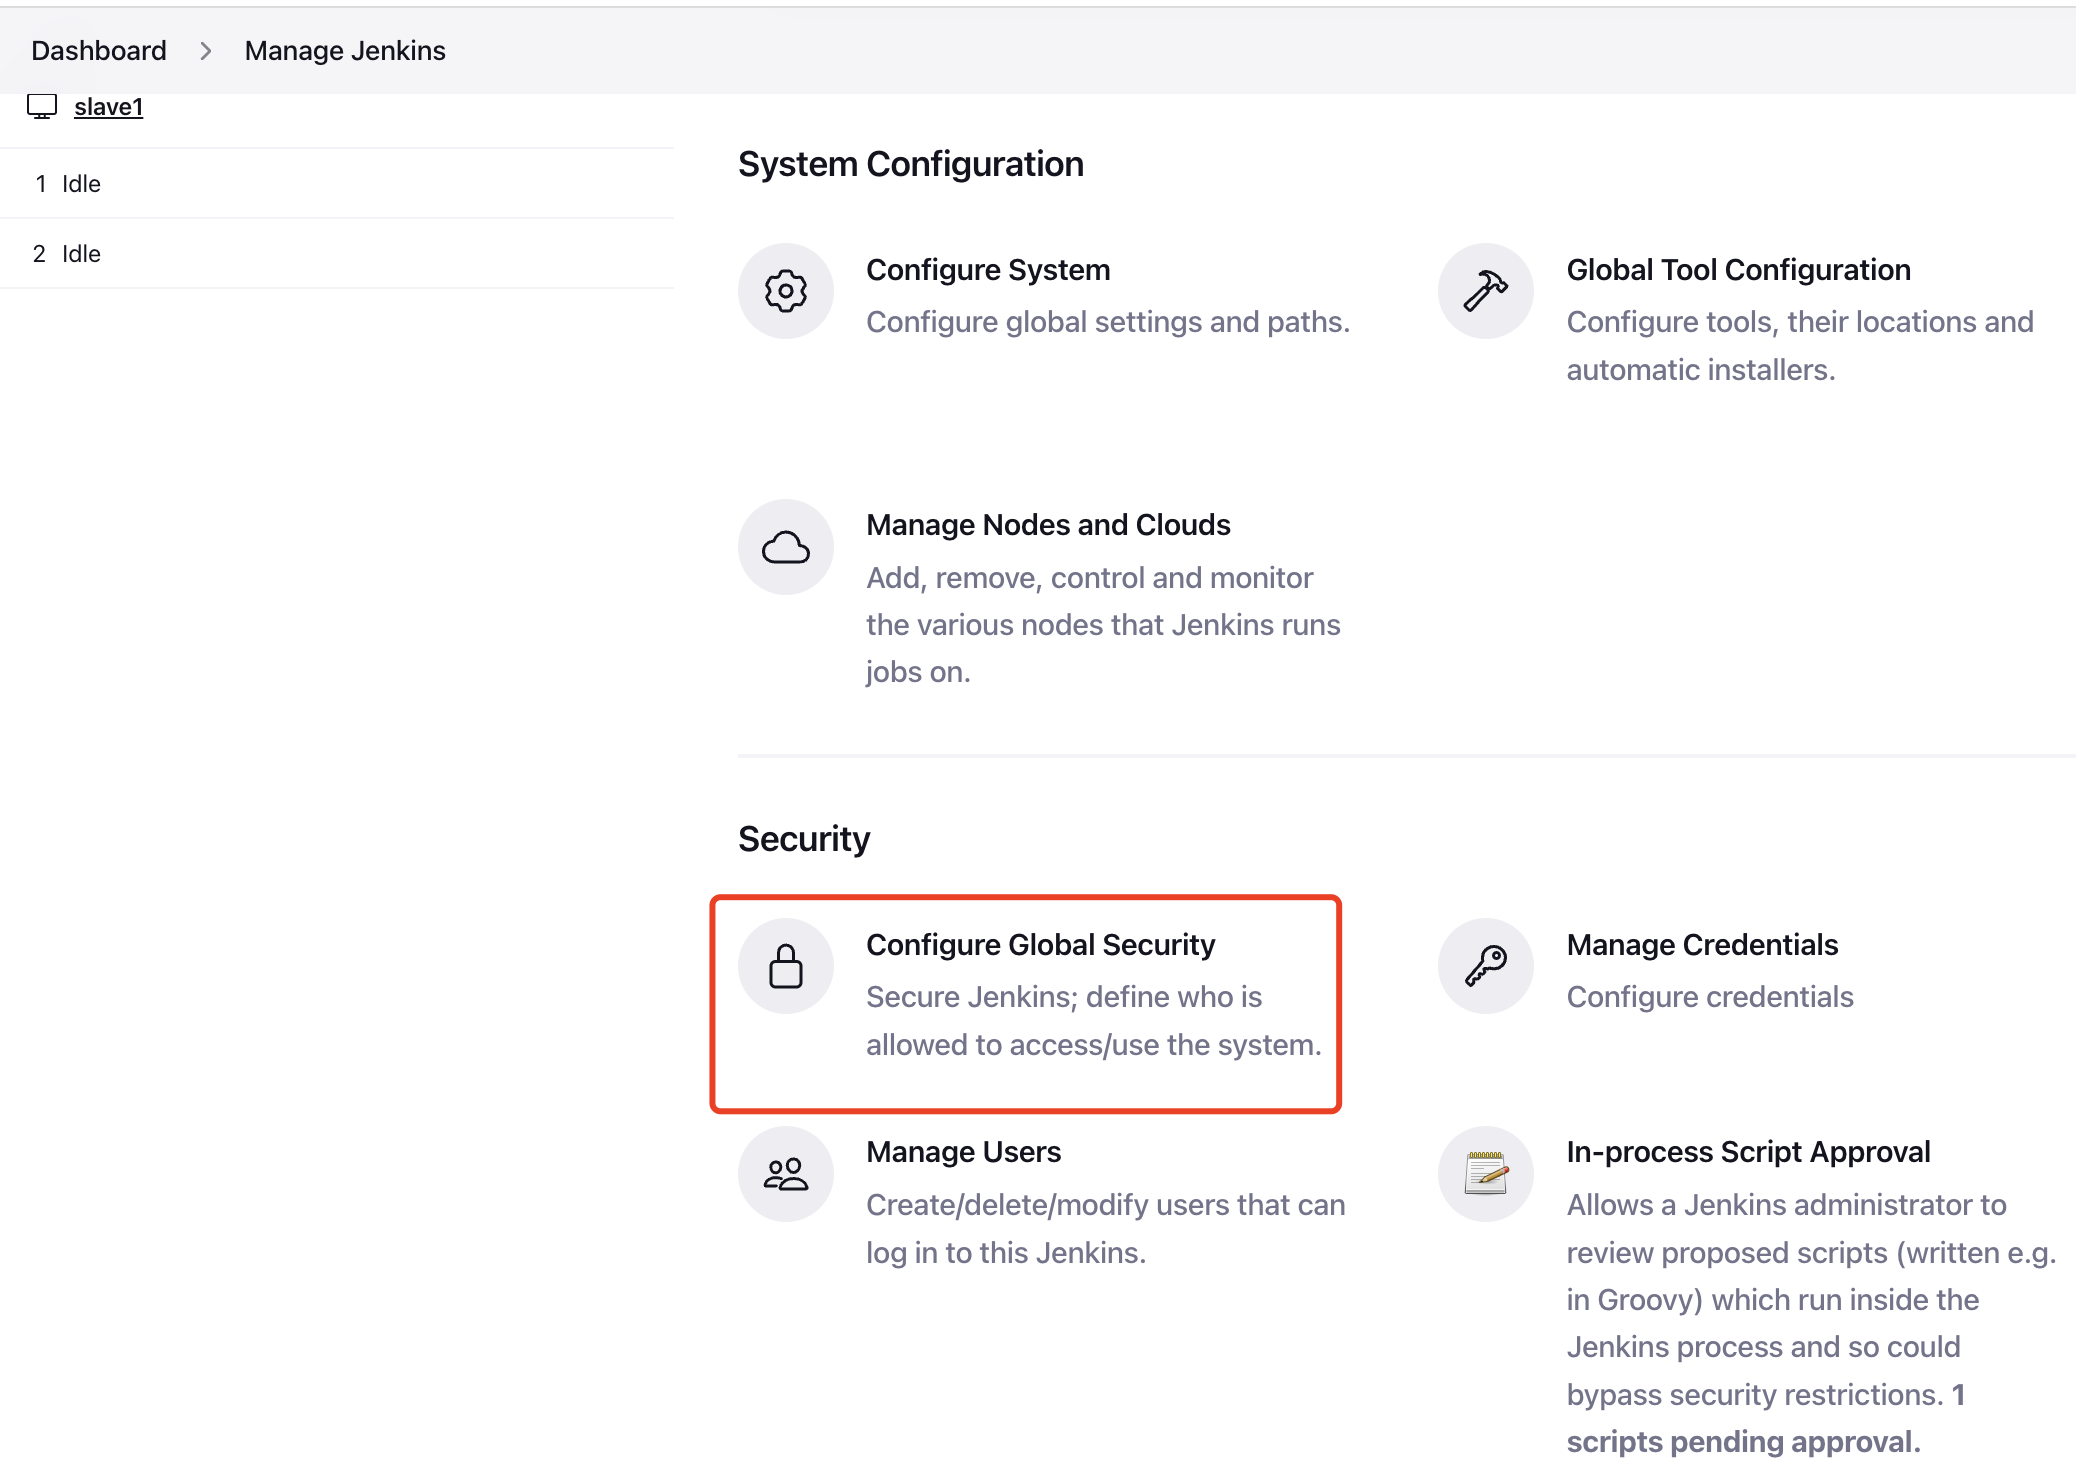 Dashboard > Manage Jenkins
slave1
1 Idle
2 Idle
System Configuration
Configure System
Configure global settings and paths.
Global Tool Configuration
Configure tools, their locations and
automatic installers.
Manage Nodes and Clouds
Add, remove, control and monitor
the various nodes that Jenkins runs
jobs on.
Security
Configure Global Security
Secure Jenkins; define who is
allowed to access/use the system.
Manage Credentials
Configure credentials
Manage Users
Create/delete/modify users that can
log in to this Jenkins.
In-process Script Approval
Allows a Jenkins administrator to
review proposed scripts (written e.g.
in Groovy) which run inside the
Jenkins process and so could
bypass security restrictions. 1
scripts pending approval.